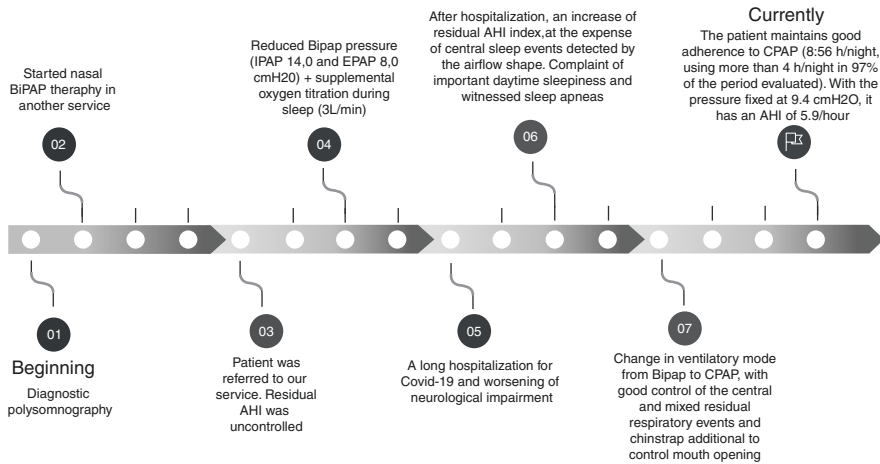 01
Beginning
Diagnostic
polysomnography
Started nasal
BiPAP theraphy in
another service
02
03
Patient was
referred to our
service. Residual
AHI was
uncontrolled
Reduced Bipap pressure
(IPAP 14,0 and EPAP 8,0
cmH20) + supplemental
oxygen titration during
sleep (3L/min)
04
05
A long hospitalization for
Covid-19 and worsening of
neurological impairment
After hospitalization, an increase of
residual AHI index,at the expense
of central sleep events detected by
the airflow shape. Complaint of
important daytime sleepiness and
witnessed sleep apneas
06
07
Change in ventilatory mode
from Bipap to CPAP, with
good control of the central
and mixed residual
respiratory events and
chinstrap additional to
control mouth opening
Currently
The patient maintains good
adherence to CPAP (8:56 h/night,
using more than 4 h/night in 97%
of the period evaluated). With the
pressure fixed at 9.4 cmH2O, it
has an AHI of 5.9/hour